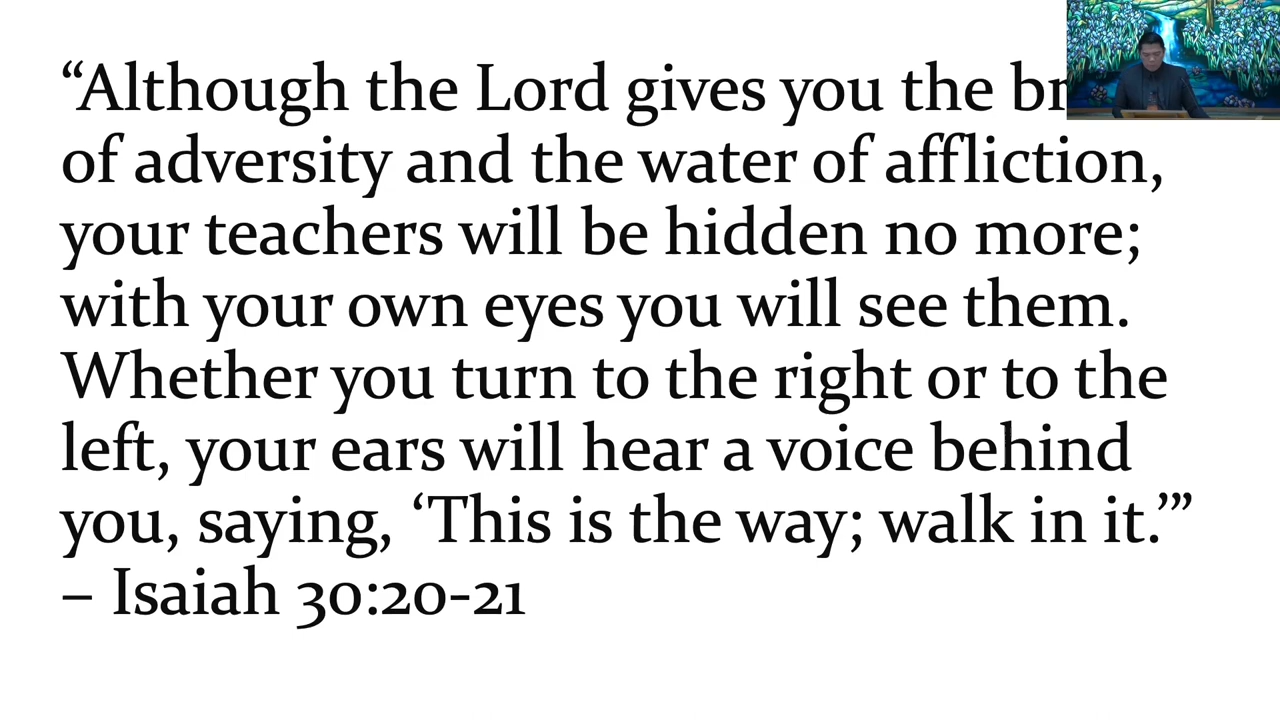 “Although the Lord gives you the
of adversity and the water of affliction,
your teachers will be hidden no more;
with your own eyes you will see them.
Whether you turn to the right or to the
left, your ears will hear a voice behind
you, saying, ‘This is the way; walk in it.’”
– Isaiah 30:20-21